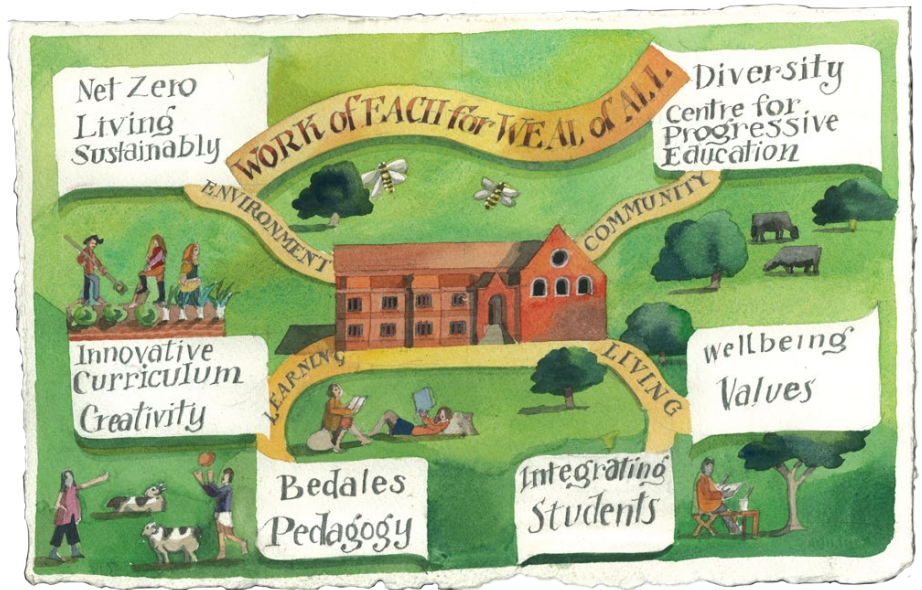 Net Zero
Living
Sustainably
WORK of EACH for WEAL of ALL
Diversity
Centre for
Progressive
Education
ENVIRONMENT
COMMUNITY
Innovative
Curriculum
Creativity
LEARNING
LIVING
Wellbeing
Values
Bedales
Pedagogy
Integrating
Students